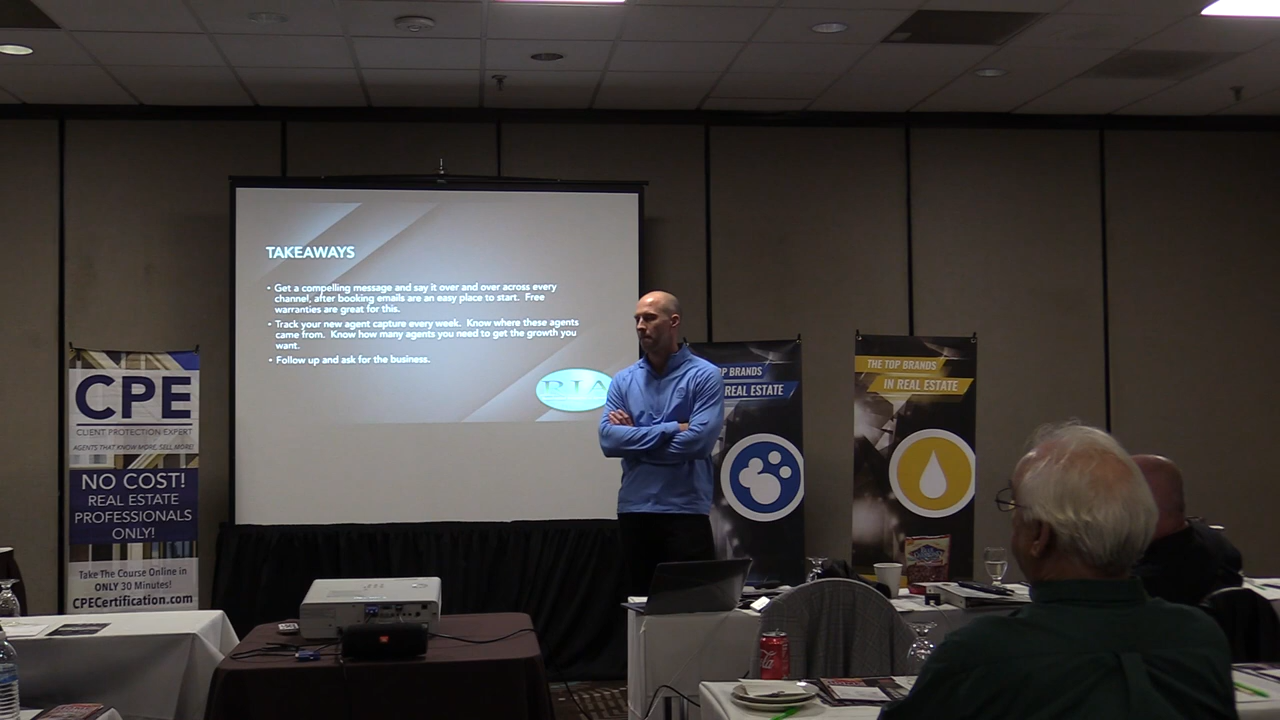 TAKEAWAYS
• Get a compelling message and say it over and over across every
channel, after booking emails are an easy place to start. Free
warranties are great for this.
• Track your new agent capture every week. Know where these agents
came from. Know how many agents you need to get the growth you
want.
• Follow up and ask for the business.
CPE
CLIENT PROTECTION EXPERT
AGENTS THAT KNOW MORE, SELL MORE!
NO COST!
REAL ESTATE
PROFESSIONALS
ONLY!
Take The Course Online in
ONLY 30 Minutes!
CPECertification.com
BRANDS
REAL ESTATE
THE TOP BRANDS
IN REAL ESTATE